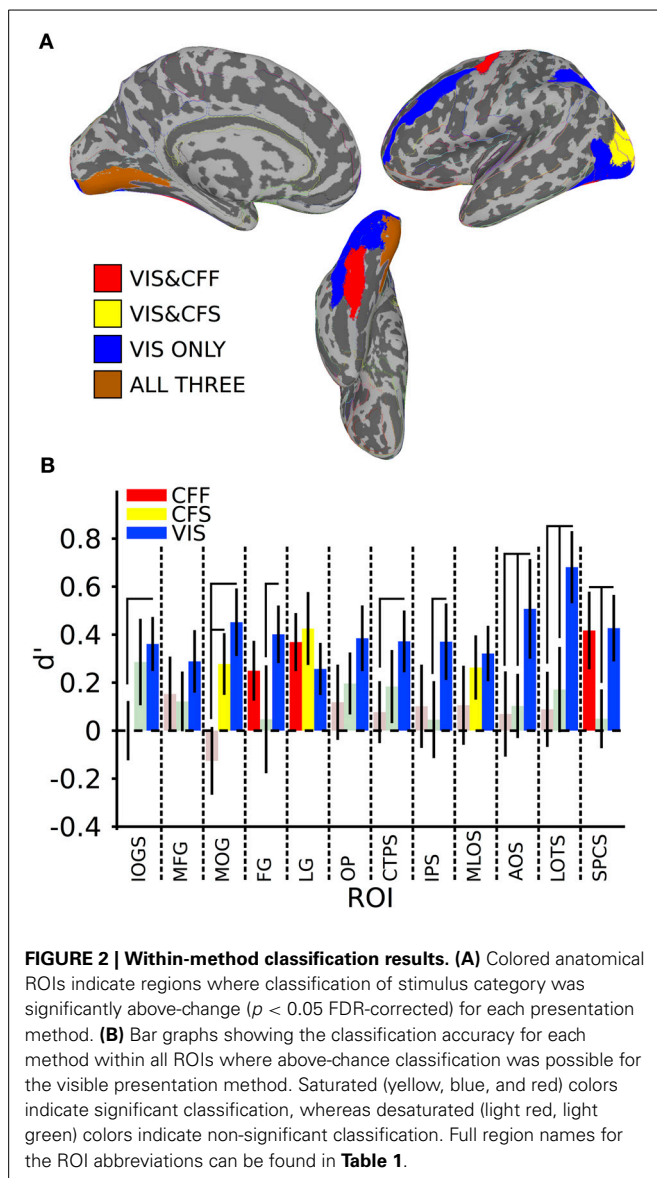 A
VIS&CFF
VIS&CFS
VIS ONLY
ALL THREE
B
CFF
CFS
VIS
0.8
0.6
0.4
0.2
0
-0.2
-0.4
d'
IOGS
MFG
MOG
FG
LG
OP
CTPS
IPS
MLOS
AOS
LOTS
SPCS
ROI
FIGURE 2 | Within-method classification results. (A) Colored anatomical
ROIs indicate regions where classification of stimulus category was
significantly above-change (p < 0.05 FDR-corrected) for each presentation
method. (B) Bar graphs showing the classification accuracy for each
method within all ROIs where above-chance classification was possible for
the visible presentation method. Saturated (yellow, blue, and red) colors
indicate significant classification, whereas desaturated (light red, light
green) colors indicate non-significant classification. Full region names for
the ROI abbreviations can be found in Table 1.